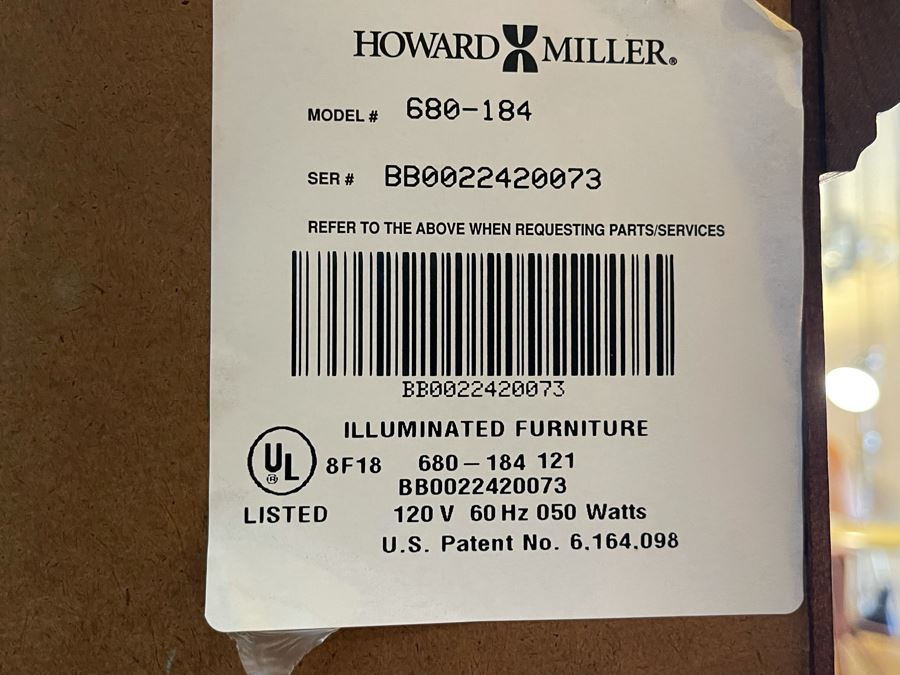 HOWARD MILLER®
MODEL # 680-184
SER # BB0022420073
REFER TO THE ABOVE WHEN REQUESTING PARTS/SERVICES
BB0022420073
ILLUMINATED FURNITURE
UL® 8F18 680-184 121
BB0022420073
LISTED 120 V 60 Hz 050 Watts
U.S. Patent No. 6,164,098